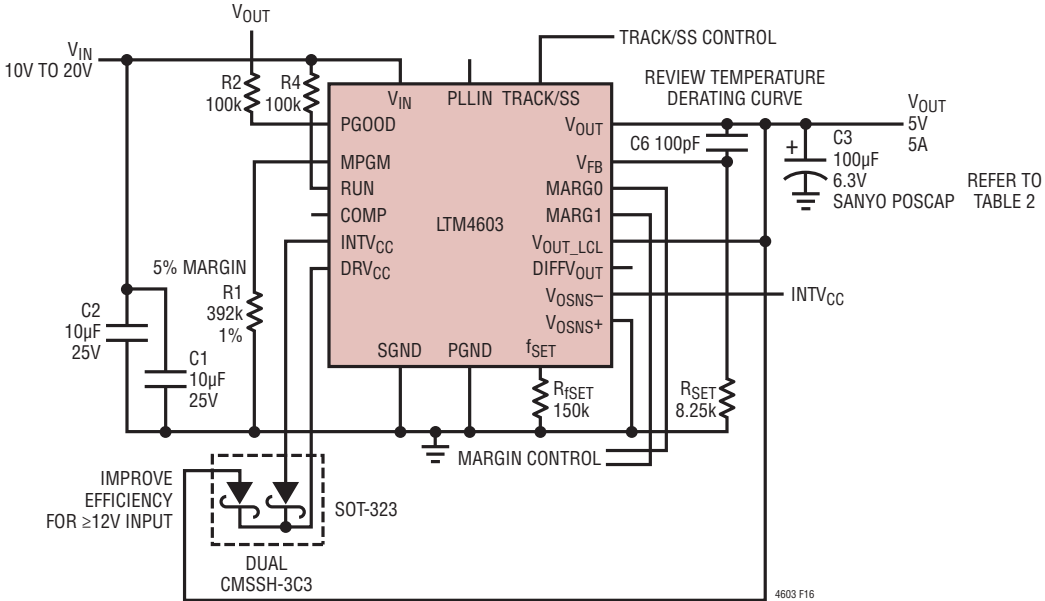 VOUT
VIN
10V TO 20V
TRACK/SS CONTROL
R2
100k
R4
100k
VIN
PLLIN
TRACK/SS
REVIEW TEMPERATURE
DERATING CURVE
PGOOD
MPGM
RUN
COMP
INTVCC
DRVCC
LTM4603
VOUT
VFB
MARG0
MARG1
VOUT_LCL
DIFFVOUT
VOSNS–
VOSNS+
SGND
PGND
fSET
C6 100pF
VOUT
5V
5A
+
C3
100µF
6.3V
SANYO POSCAP
REFER TO
TABLE 2
INTVCC
5% MARGIN
R1
392k
1%
C2
10µF
25V
C1
10µF
25V
RfSET
150k
RSET
8.25k
MARGIN CONTROL
IMPROVE
EFFICIENCY
FOR ≥12V INPUT
SOT-323
DUAL
CMSSH-3C3
4603 F16